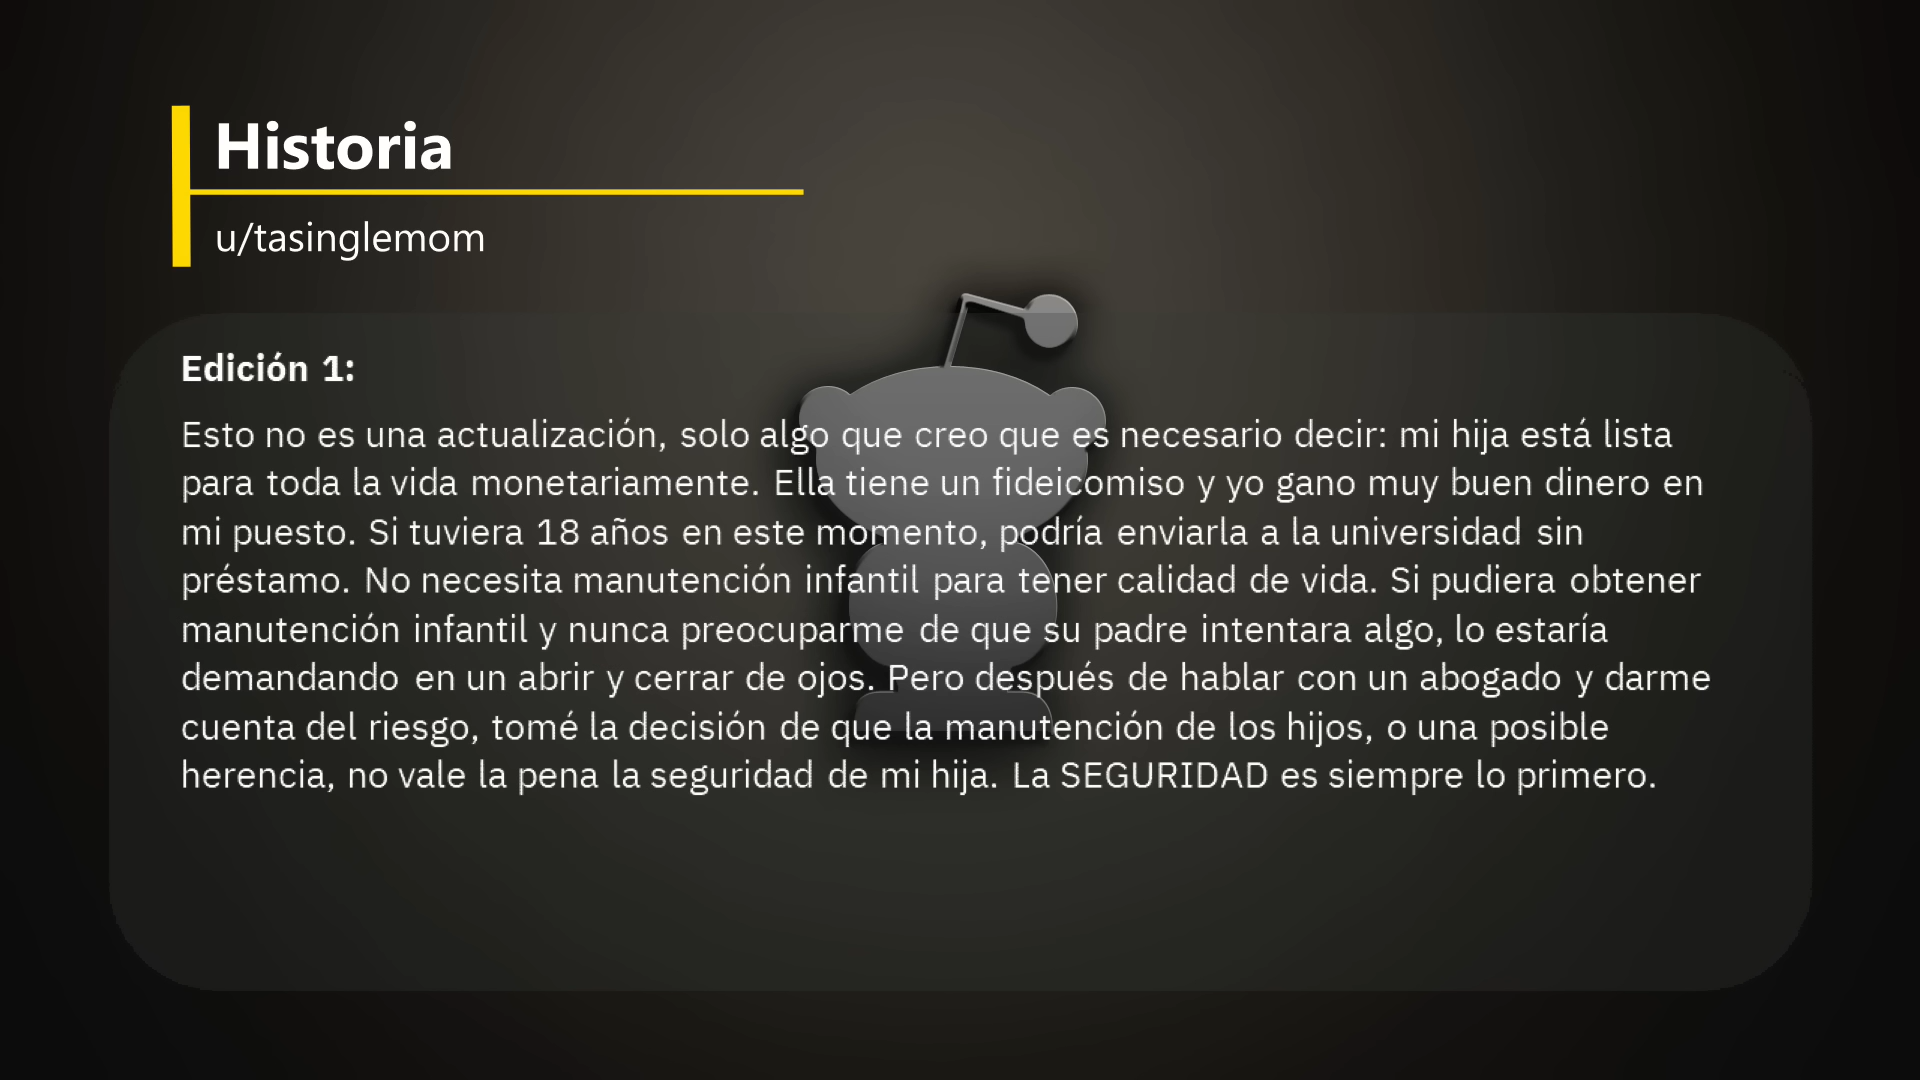 Historia
u/tasinglemom
Edición 1:
Esto no es una actualización, solo algo que creo que es necesario decir: mi hija está lista
para toda la vida monetariamente. Ella tiene un fideicomiso y yo gano muy buen dinero en
mi puesto. Si tuviera 18 años en este momento, podría enviarla a la universidad sin
préstamo. No necesita manutención infantil para tener calidad de vida. Si pudiera obtener
manutención infantil y nunca preocuparme de que su padre intentara algo, lo estaría
demandando en un abrir y cerrar de ojos. Pero después de hablar con un abogado y darme
cuenta del riesgo, tomé la decisión de que la manutención de los hijos, o una posible
herencia, no vale la pena la seguridad de mi hija. La SEGURIDAD es siempre lo primero.